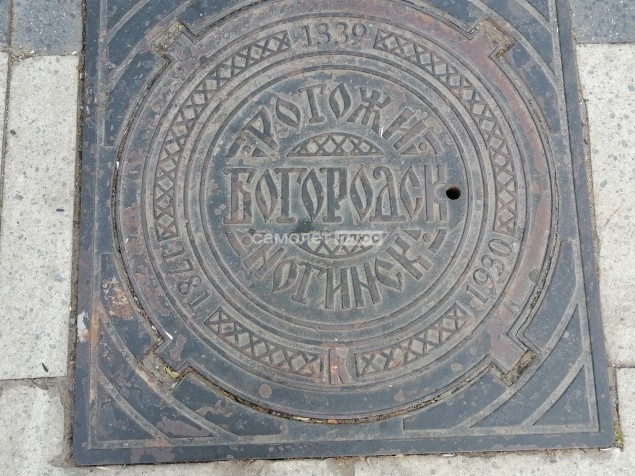 1339
РОГОЖИ
БОГОРОДСК
самолет плюс
НОГИНСК
1781
1930